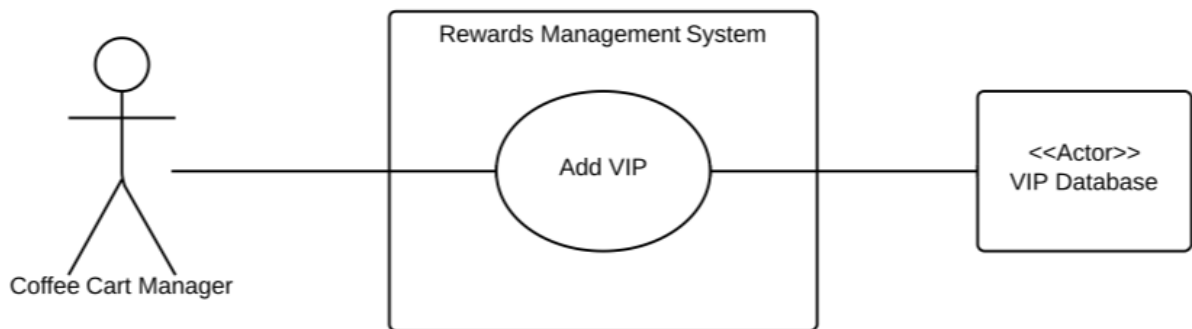 Rewards Management System
Add VIP
<<Actor>>
VIP Database
Coffee Cart Manager